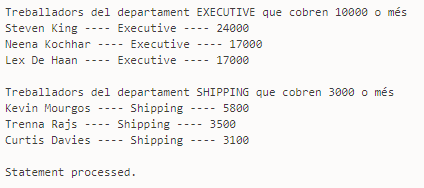 Treballadors del departament EXECUTIVE que cobren 10000 o més
Steven King ---- Executive ---- 24000
Neena Kochhar ---- Executive ---- 17000
Lex De Haan ---- Executive ---- 17000
Treballadors del departament SHIPPING que cobren 3000 o més
Kevin Mourgos ---- Shipping ---- 5800
Trenna Rajs ---- Shipping ---- 3500
Curtis Davies ---- Shipping ---- 3100
Statement processed.